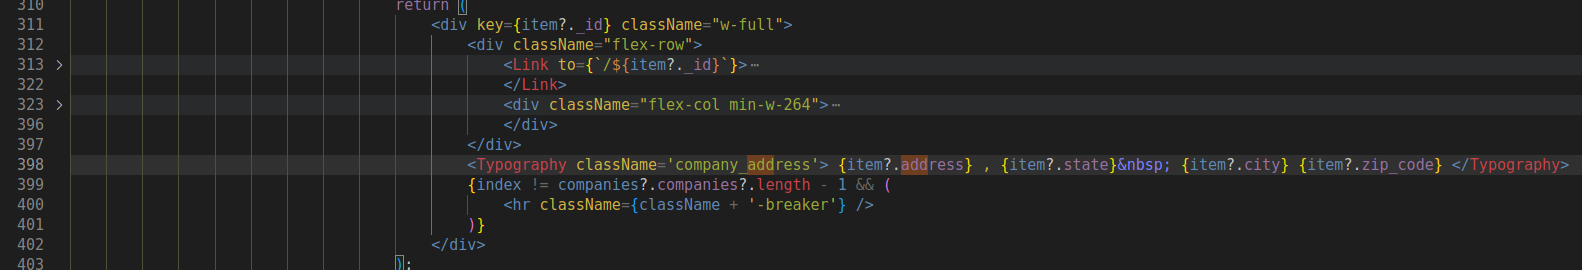 310 return (
311 <div key={item?._id} className="w-full">
312 <div className="flex-row">
313 > <Link to={`/${item?._id}`}>⋯
322 </Link>
323 > <div className="flex-col min-w-264">⋯
396 </div>
397 </div>
398 <Typography className='company_address'> {item?.address} , {item?.state}&nbsp; {item?.city} {item?.zip_code} </Typography>
399 {index != companies?.companies?.length - 1 && (
400 <hr className={className + '-breaker'} />
401 )}
402 </div>
403 );